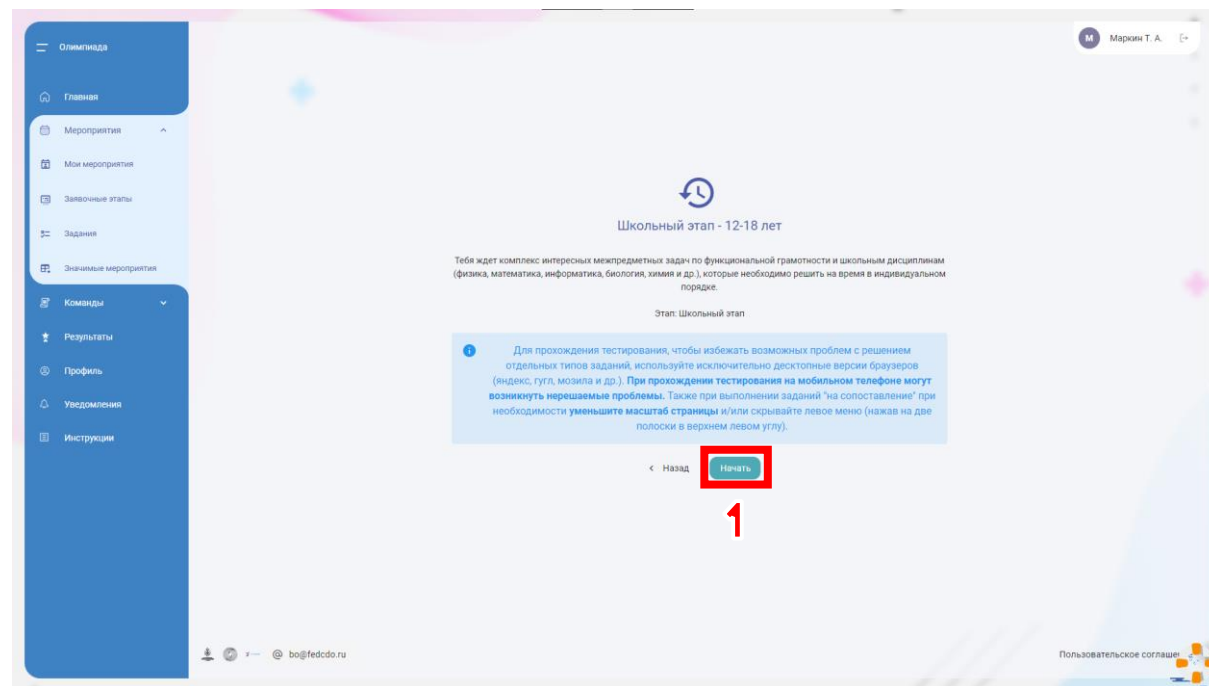 Олимпиада
М Маркин Т. А.
Главная
Мероприятия
Мои мероприятия
Заявочные этапы
Задания
Значимые мероприятия
Команды
Результаты
Профиль
Уведомления
Инструкции
Школьный этап - 12-18 лет
Тебя ждет комплекс интересных межпредметных задач по функциональной грамотности и школьным дисциплинам
(физика, математика, информатика, биология, химия и др.), которые необходимо решить на время в индивидуальном
порядке.
Этап: Школьный этап
Для прохождения тестирования, чтобы избежать возможных проблем с решением
отдельных типов заданий, используйте исключительно десктопные версии браузеров
(яндекс, гугл, мозила и др.). При прохождении тестирования на мобильном телефоне могут
возникнуть нерешаемые проблемы. Также при выполнении заданий "на сопоставление" при
необходимости уменьшите масштаб страницы и/или скрывайте левое меню (нажав на две
полоски в верхнем левом углу).
< Назад Начать
1
@ bo@fedcdo.ru
Пользовательское соглаше